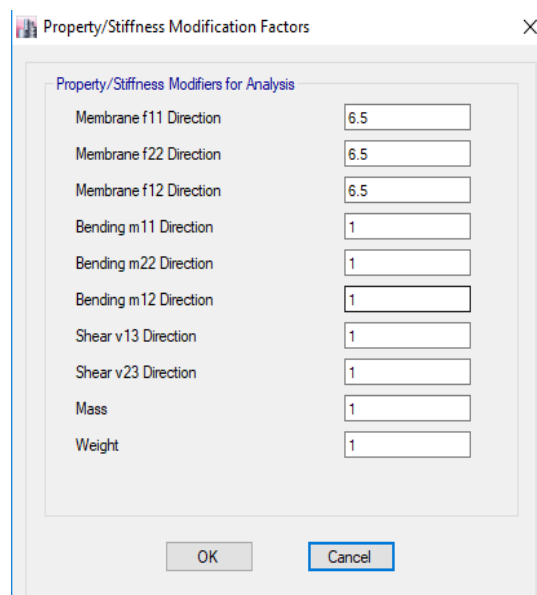 Property/Stiffness Modification Factors
Property/Stiffness Modifiers for Analysis
Membrane f11 Direction 6.5
Membrane f22 Direction 6.5
Membrane f12 Direction 6.5
Bending m11 Direction 1
Bending m22 Direction 1
Bending m12 Direction 1
Shear v13 Direction 1
Shear v23 Direction 1
Mass 1
Weight 1
OK Cancel